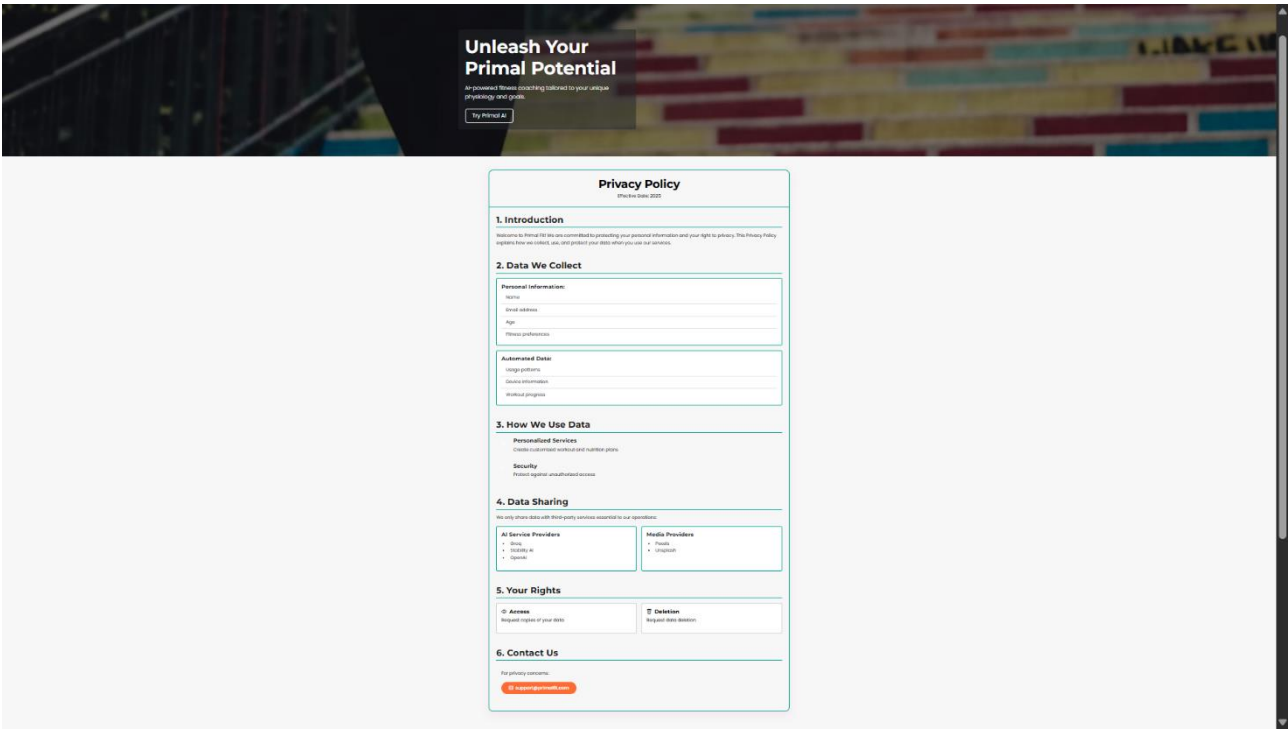 Unleash Your
Primal Potential
AI-powered fitness coaching tailored to your unique
physiology and goals.
Try Primal AI
Privacy Policy
Effective Date: 2025
1. Introduction
Welcome to Primal Fit! We are committed to protecting your personal information and your right to privacy. This Privacy Policy
explains how we collect, use, and protect your data when you use our services.
2. Data We Collect
Personal Information:
Name
Email address
Age
Fitness preferences
Automated Data:
Usage patterns
Device information
Workout progress
3. How We Use Data
Personalized Services
Create customized workout and nutrition plans
Security
Protect against unauthorized access
4. Data Sharing
We only share data with third-party services essential to our operations:
AI Service Providers
• Groq
• Stability AI
• OpenAI
Media Providers
• Pexels
• Unsplash
5. Your Rights
Access
Request copies of your data
Deletion
Request data deletion
6. Contact Us
For privacy concerns:
support@primalfit.com